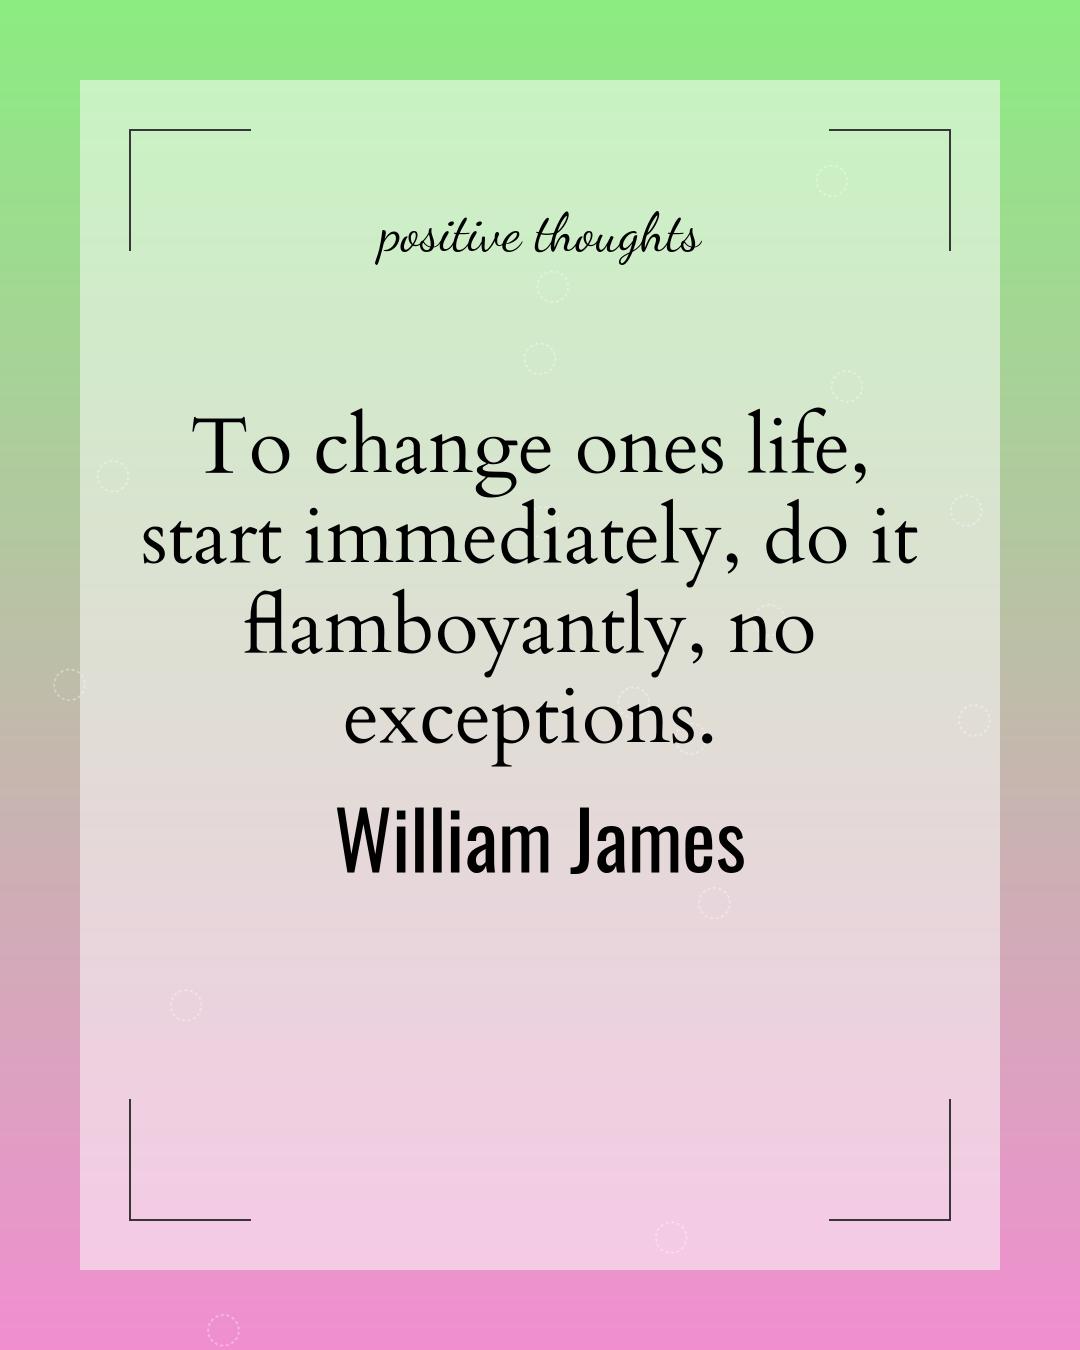 positive thoughts
To change ones life,
start immediately, do it
flamboyantly, no
exceptions.
William James